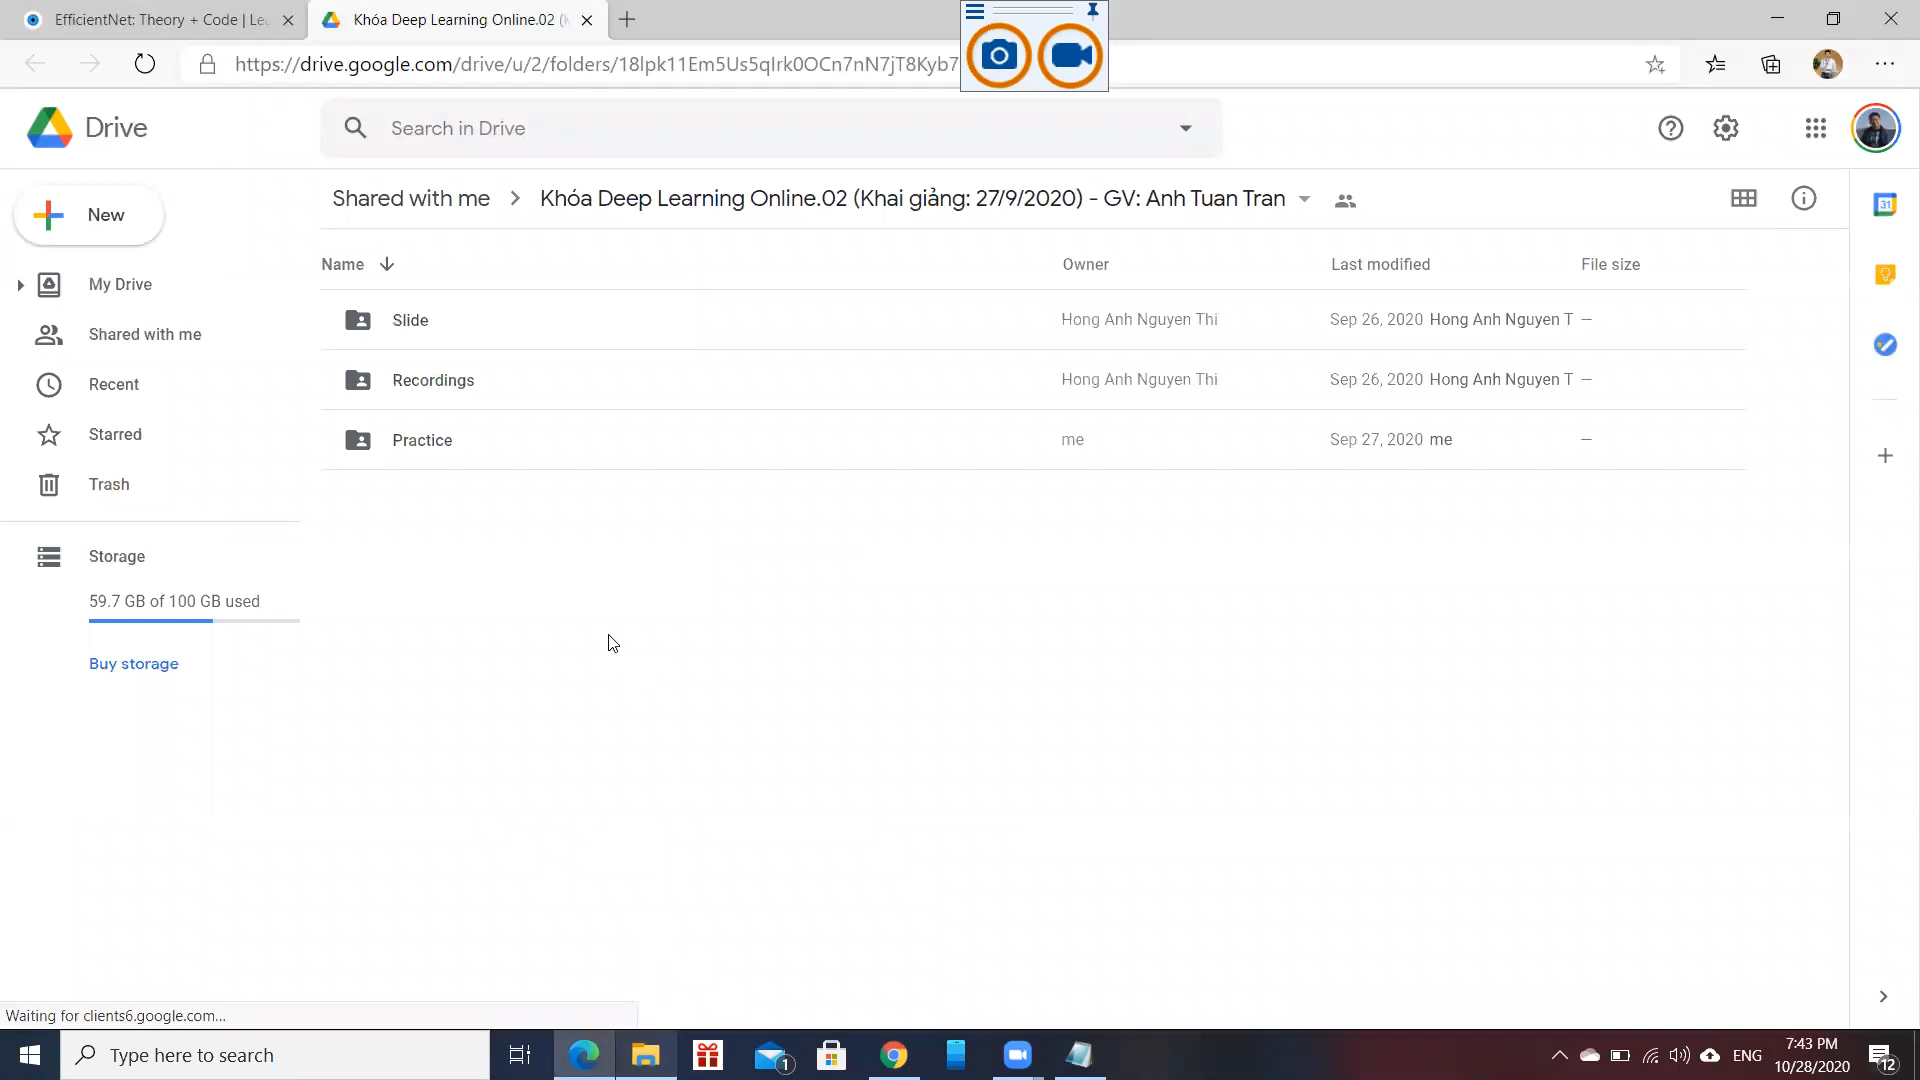 EfficientNet: Theory + Code | Le
Khóa Deep Learning Online.02 (
https://drive.google.com/drive/u/2/folders/18lpk11Em5Us5qIrk0OCn7nN7jT8Kyb7
Drive
Search in Drive
New
Shared with me
Khóa Deep Learning Online.02 (Khai giảng: 27/9/2020) - GV: Anh Tuan Tran
31
Name
Owner
Last modified
File size
My Drive
Slide
Hong Anh Nguyen Thi
Sep 26, 2020 Hong Anh Nguyen T —
Shared with me
Recordings
Hong Anh Nguyen Thi
Sep 26, 2020 Hong Anh Nguyen T —
Recent
Practice
me
Sep 27, 2020 me
—
Starred
Trash
Storage
59.7 GB of 100 GB used
Buy storage
Waiting for clients6.google.com...
Type here to search
1
ENG
7:43 PM
10/28/2020
12